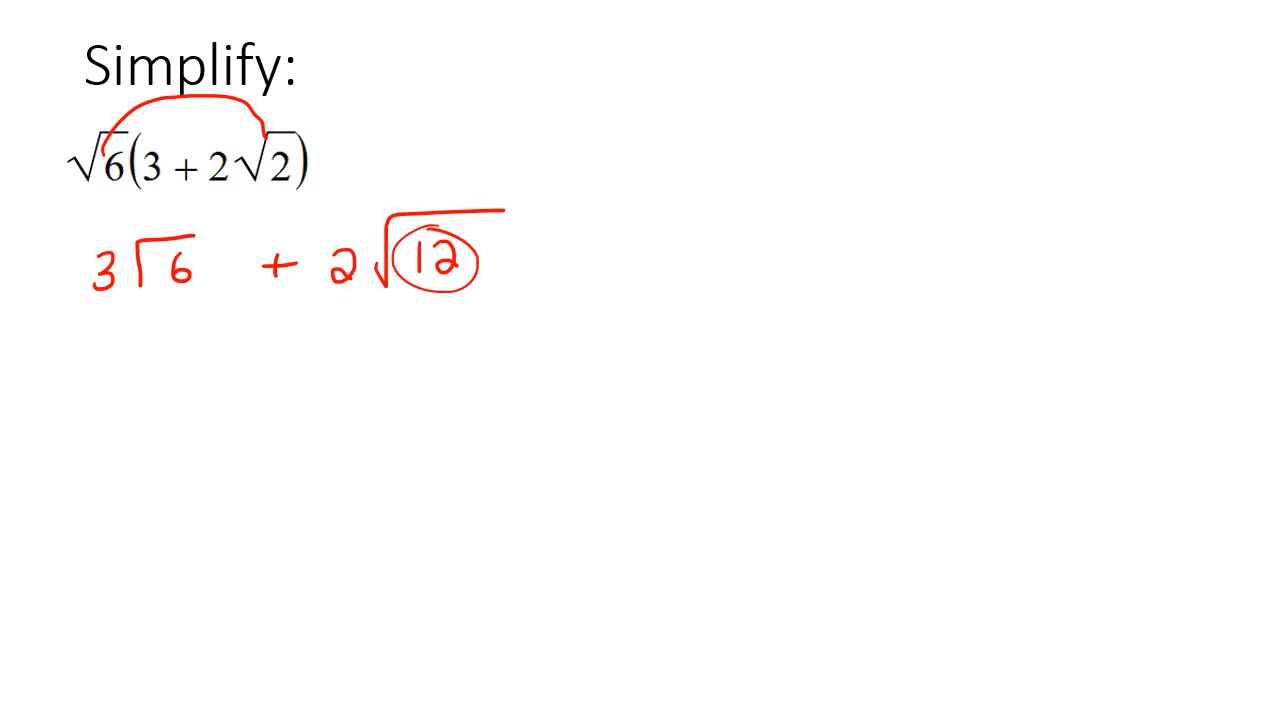 Simplify:
√6(3 + 2√2)
3√6 + 2√12